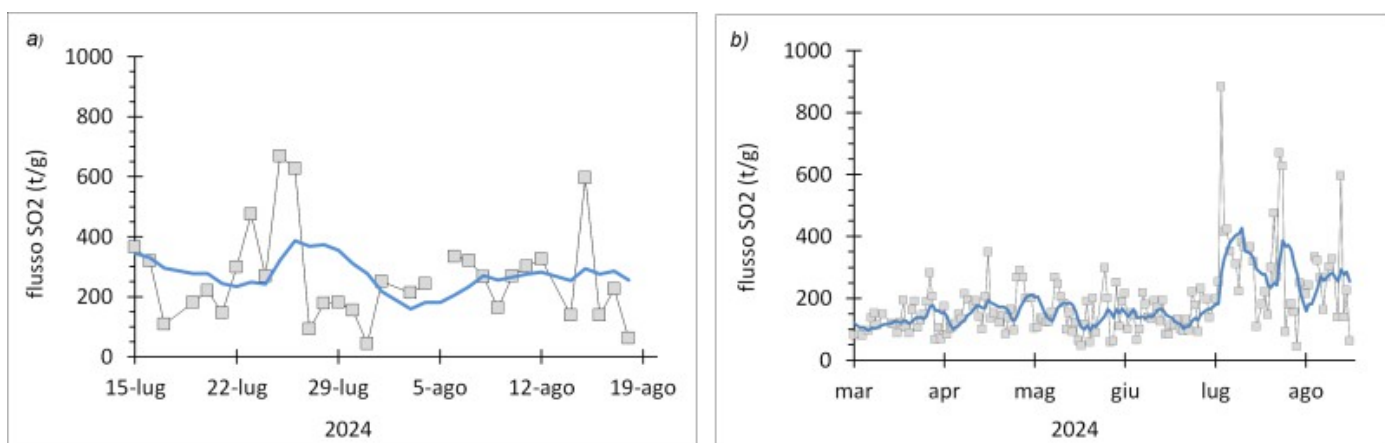 a)
1000
800
600
400
200
0
flusso SO2 (t/g)
15-lug 22-lug 29-lug 5-ago 12-ago 19-ago
2024
b)
1000
800
600
400
200
0
flusso SO2 (t/g)
mar apr mag giu lug ago
2024